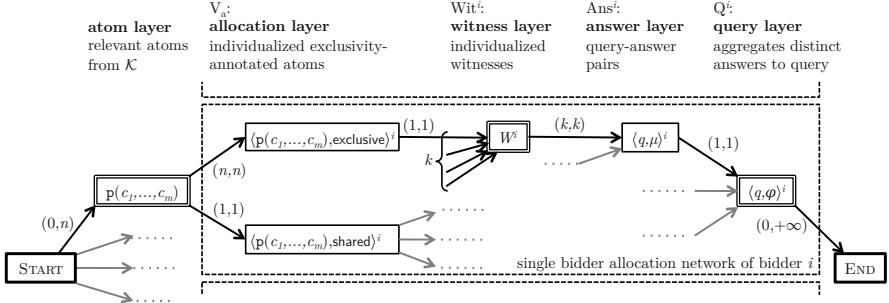 V_a: Wit^i: Ans^i: Q^i:
atom layer allocation layer witness layer answer layer query layer
relevant atoms individualized exclusivity- individualized query-answer aggregates distinct
from 𝒦 annotated atoms witnesses pairs answers to query
⟨p(c_1,...,c_m),exclusive⟩^i (1,1) W^i (k,k) ⟨q,μ⟩^i (1,1)
k
(n,n)
p(c_1,...,c_m) ⟨q,φ⟩^i
(0,n) (1,1) (0,+∞)
⟨p(c_1,...,c_m),shared⟩^i
START single bidder allocation network of bidder i END